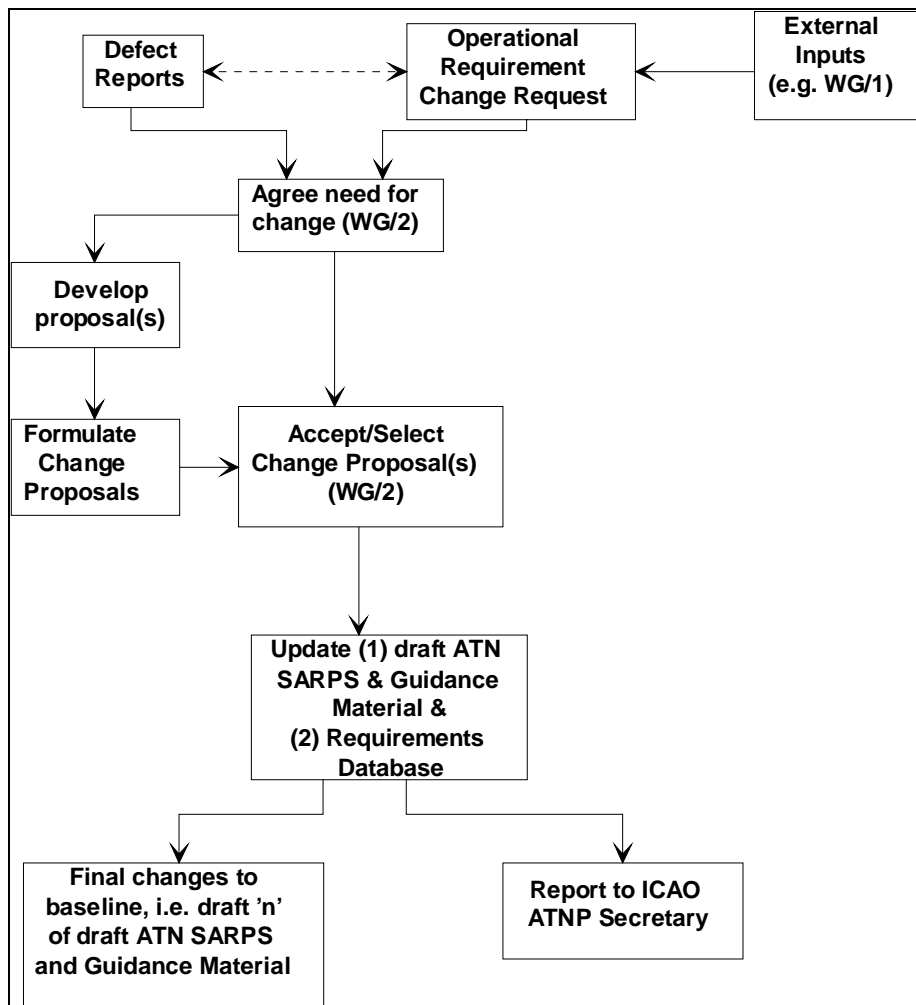 Defect
Reports
Operational
Requirement
Change Request
External
Inputs
(e.g. WG/1)
Agree need for
change (WG/2)
Develop
proposal(s)
Formulate
Change
Proposals
Accept/Select
Change Proposal(s)
(WG/2)
Update (1) draft ATN
SARPS & Guidance
Material &
(2) Requirements
Database
Final changes to
baseline, i.e. draft ’n’
of draft ATN SARPS
and Guidance Material
Report to ICAO
ATNP Secretary